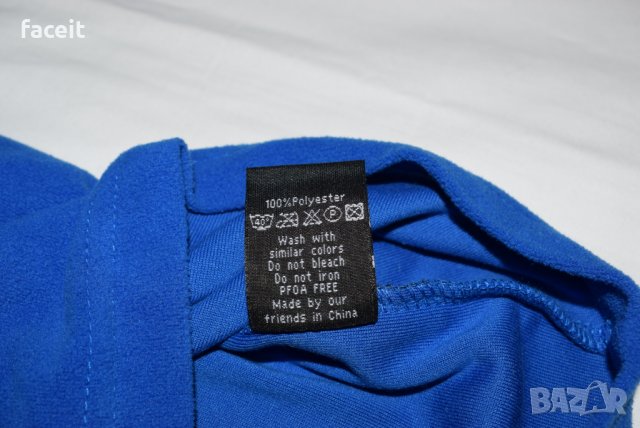 faceit
100%Polyester
40°
P
Wash with
similar colors
Do not bleach
Do not iron
PFOA FREE
Made by our
friends in China
BAZAR